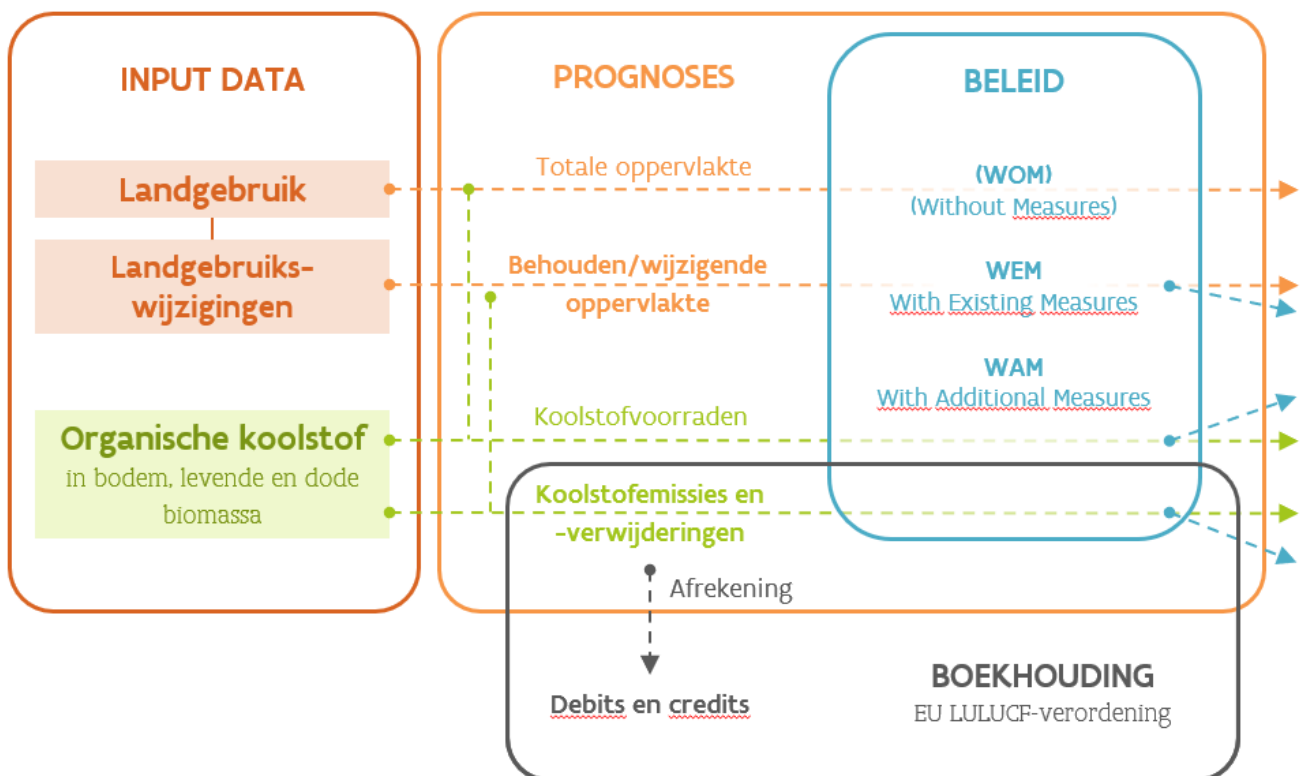 INPUT DATA
Landgebruik
Landgebruiks-
wijzigingen
Organische koolstof
in bodem, levende en dode
biomassa
PROGNOSES
Totale oppervlakte
Behouden/wijzigende
oppervlakte
Koolstofvoorraden
Koolstofemissies en
-verwijderingen
Afrekening
Debits en credits
BELEID
(WOM)
(Without Measures)
WEM
With Existing Measures
WAM
With Additional Measures
BOEKHOUDING
EU LULUCF-verordening